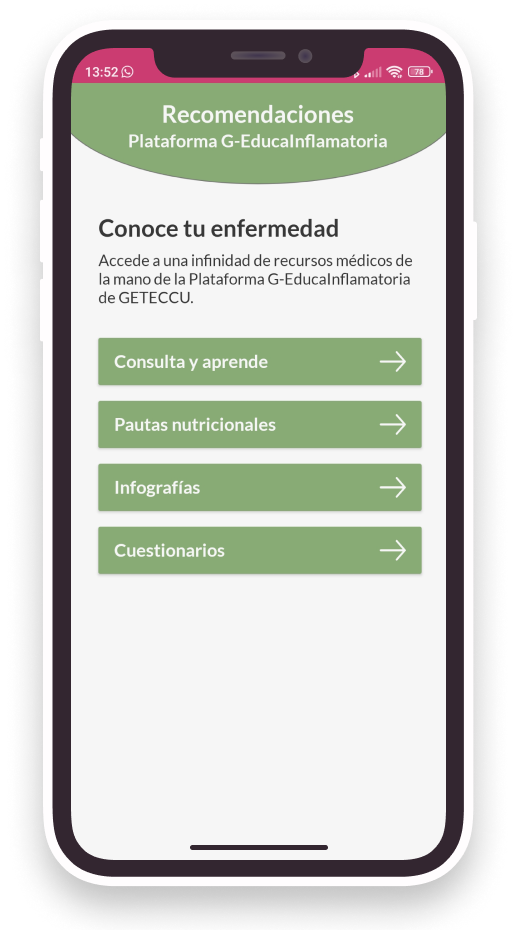 13:52
78
Recomendaciones
Plataforma G-EducaInflamatoria
Conoce tu enfermedad
Accede a una infinidad de recursos médicos de
la mano de la Plataforma G-EducaInflamatoria
de GETECCU.
Consulta y aprende
Pautas nutricionales
Infografías
Cuestionarios